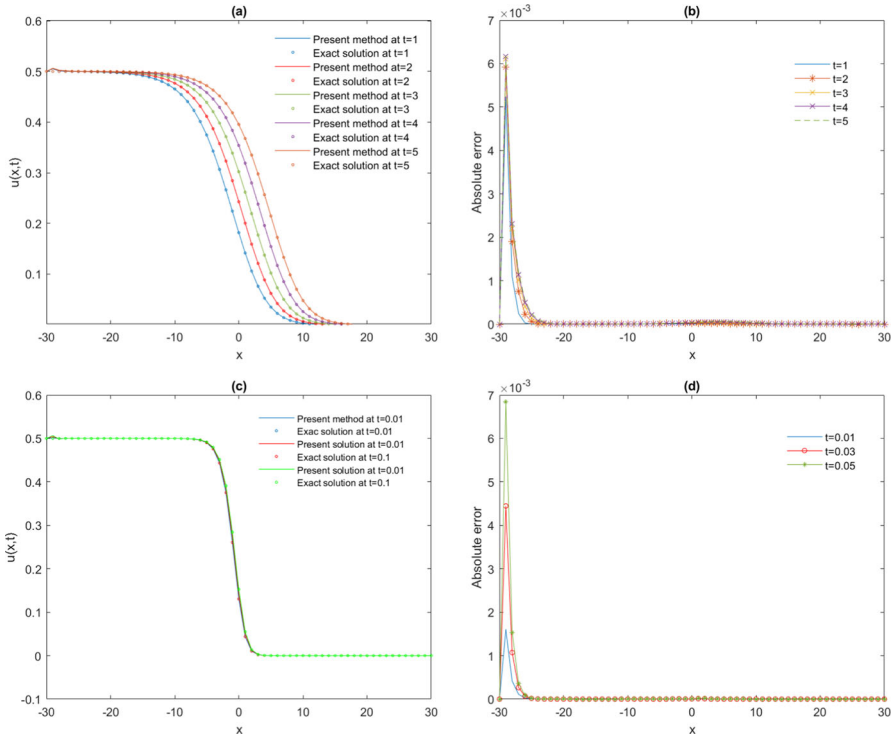 (a)
0.6
0.5
0.4
0.3
0.2
0.1
0
-30 -20 -10 0 10 20 30
x
u(x,t)
Present method at t=1
Exact solution at t=1
Present method at=2
Exact solution at t=2
Present method at t=3
Exact solution at t=3
Present method at t=4
Exact solution at t=4
Present method at t=5
Exact solution at t=5
(b)
×10⁻³
7
6
5
4
3
2
1
0
-30 -20 -10 0 10 20 30
x
Absolute error
t=1
t=2
t=3
t=4
t=5
(c)
0.6
0.5
0.4
0.3
0.2
0.1
0
-0.1
-30 -20 -10 0 10 20 30
x
u(x,t)
Present method at t=0.01
Exac solution at t=0.01
Present solution at t=0.01
Exact solution at t=0.1
Present solution at t=0.01
Exact solution at t=0.1
(d)
×10⁻³
7
6
5
4
3
2
1
0
-30 -20 -10 0 10 20 30
x
Absolute error
t=0.01
t=0.03
t=0.05